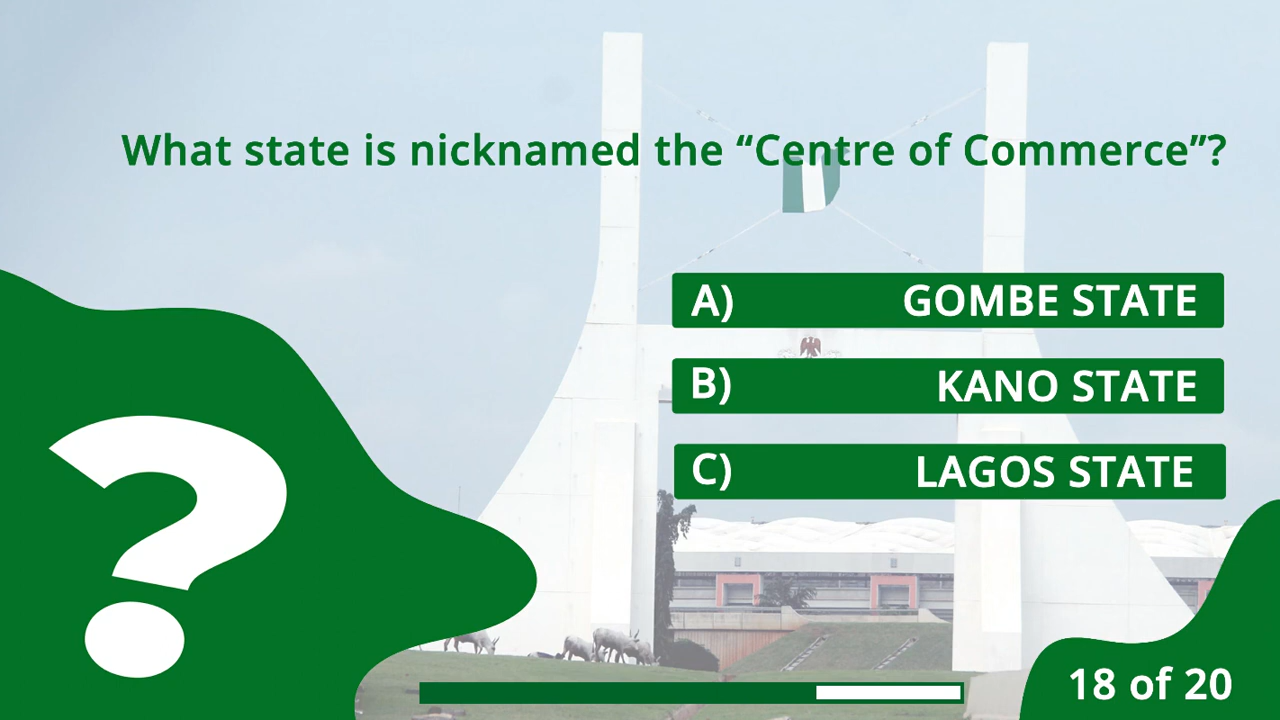 What state is nicknamed the “Centre of Commerce”?
A) GOMBE STATE
B) KANO STATE
C) LAGOS STATE
?
18 of 20